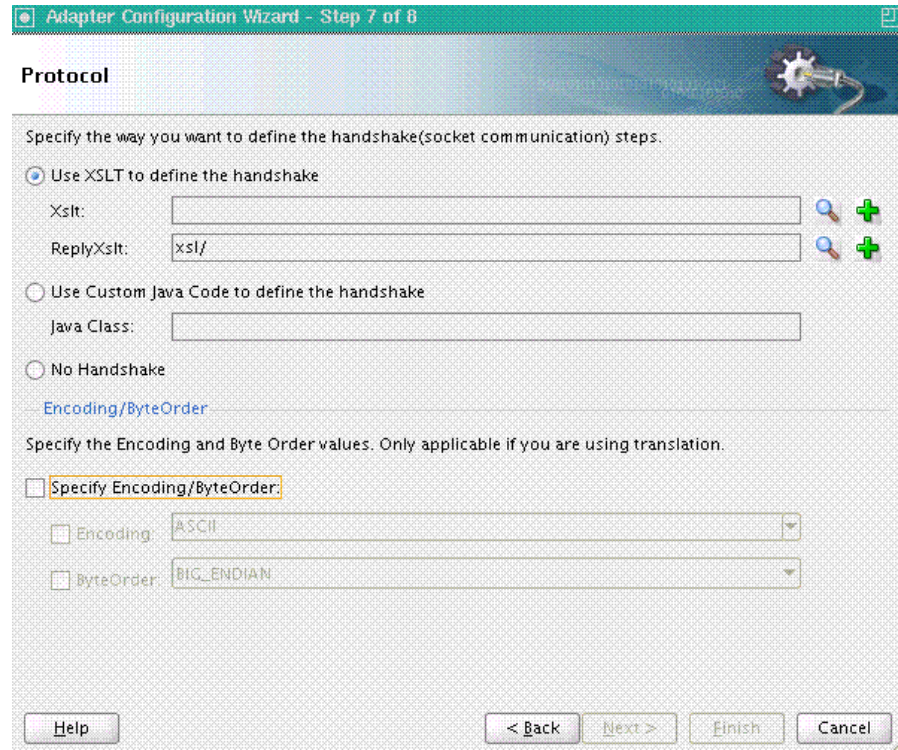 Adapter Configuration Wizard - Step 7 of 8
Protocol
Specify the way you want to define the handshake(socket communication) steps.
Use XSLT to define the handshake
Xslt:
ReplyXslt: xsl/
Use Custom Java Code to define the handshake
Java Class:
No Handshake
Encoding/ByteOrder
Specify the Encoding and Byte Order values. Only applicable if you are using translation.
Specify Encoding/ByteOrder:
Encoding: ASCII
ByteOrder: BIG_ENDIAN
Help < Back Next > Finish Cancel